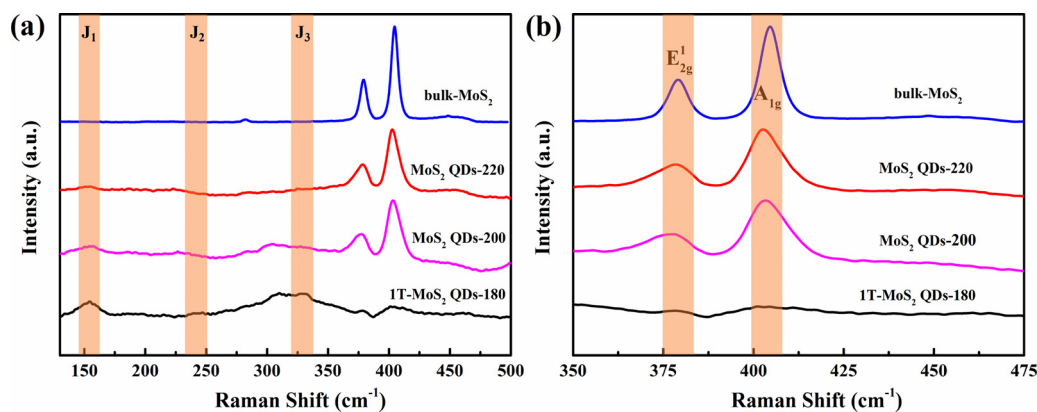 (a)
J₁
J₂
J₃
bulk-MoS₂
MoS₂ QDs-220
MoS₂ QDs-200
1T-MoS₂ QDs-180
Intensity (a.u.)
150 200 250 300 350 400 450 500
Raman Shift (cm⁻¹)
(b)
E¹₂g
A₁g
bulk-MoS₂
MoS₂ QDs-220
MoS₂ QDs-200
1T-MoS₂ QDs-180
Intensity (a.u.)
350 375 400 425 450 475
Raman Shift (cm⁻¹)